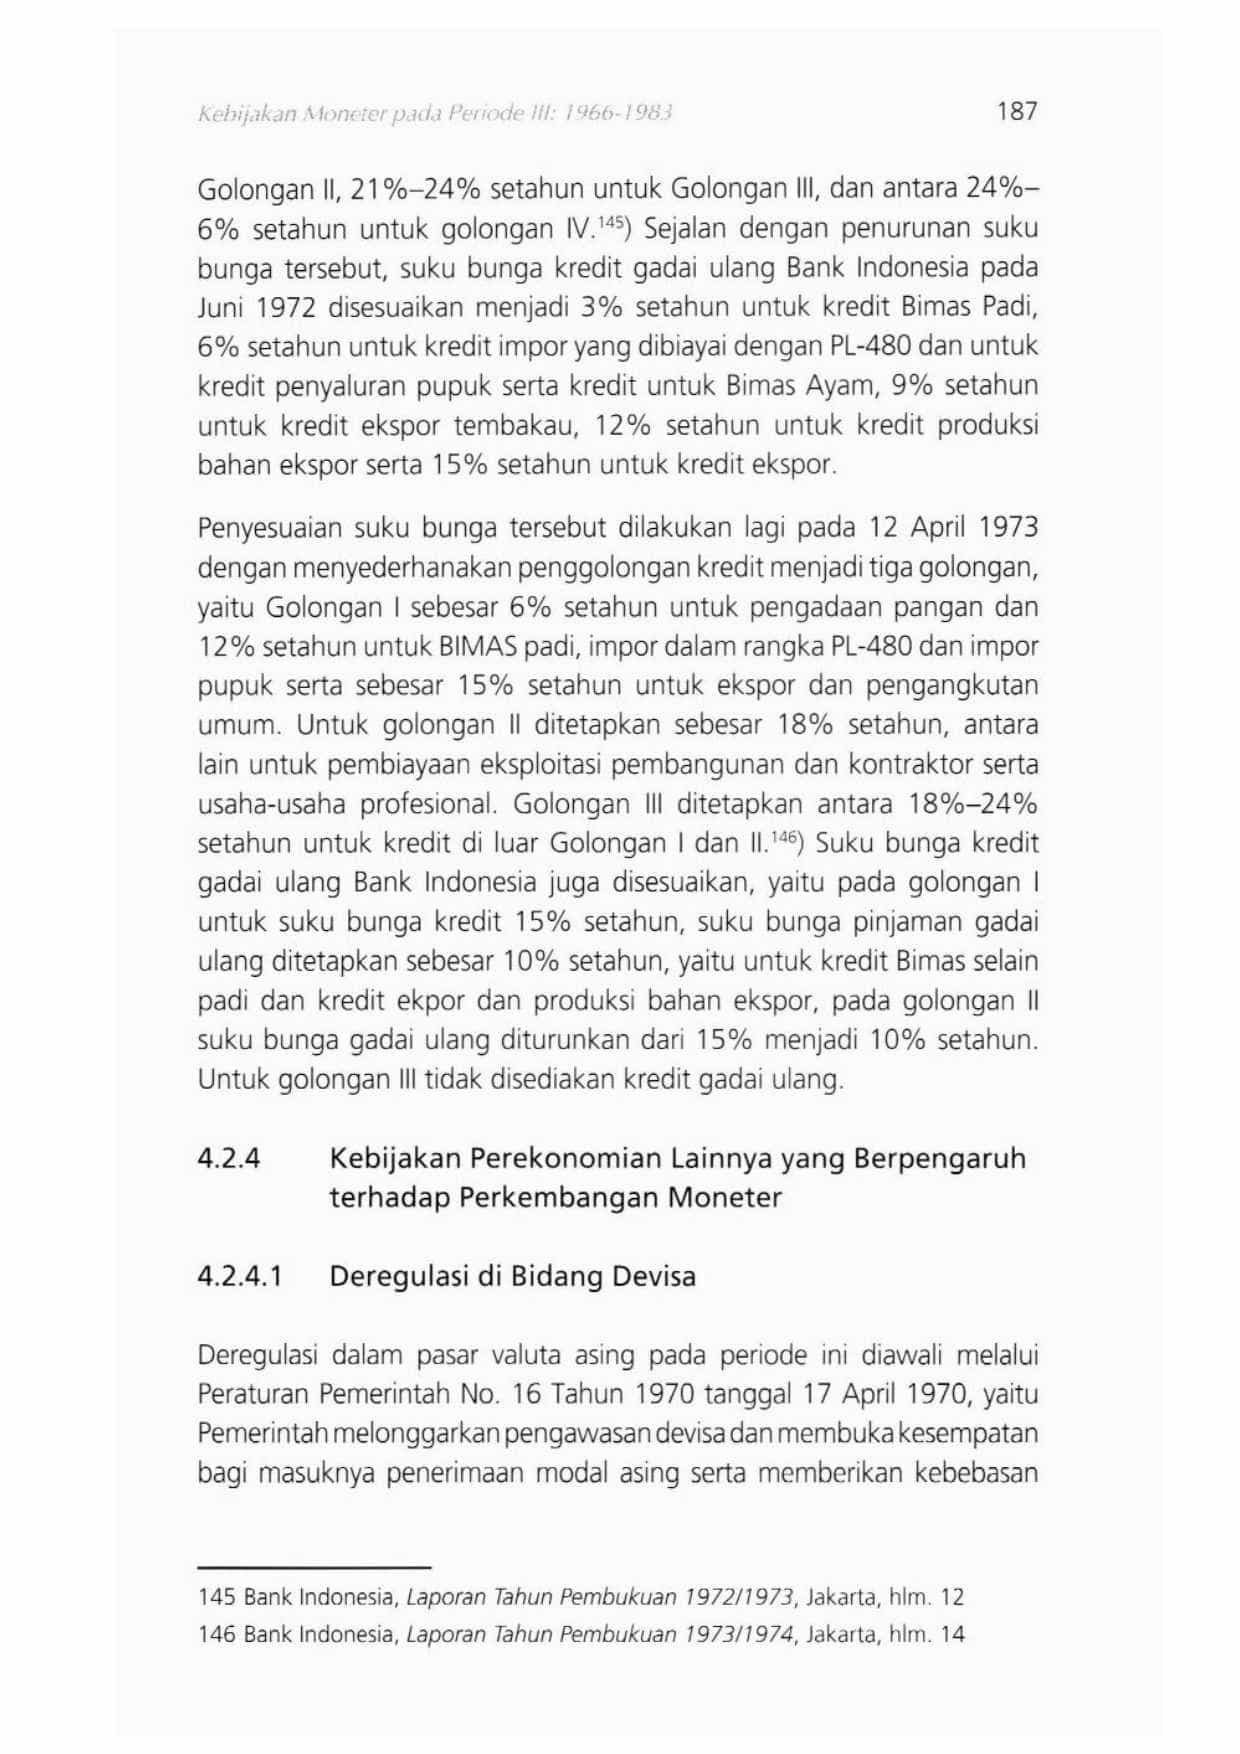 Kebijakan Moneter pada Periode III: 1966-1983 187
Golongan II, 21%–24% setahun untuk Golongan III, dan antara 24%–
6% setahun untuk golongan IV.¹⁴⁵) Sejalan dengan penurunan suku
bunga tersebut, suku bunga kredit gadai ulang Bank Indonesia pada
Juni 1972 disesuaikan menjadi 3% setahun untuk kredit Bimas Padi,
6% setahun untuk kredit impor yang dibiayai dengan PL-480 dan untuk
kredit penyaluran pupuk serta kredit untuk Bimas Ayam, 9% setahun
untuk kredit ekspor tembakau, 12% setahun untuk kredit produksi
bahan ekspor serta 15% setahun untuk kredit ekspor.
Penyesuaian suku bunga tersebut dilakukan lagi pada 12 April 1973
dengan menyederhanakan penggolongan kredit menjadi tiga golongan,
yaitu Golongan I sebesar 6% setahun untuk pengadaan pangan dan
12% setahun untuk BIMAS padi, impor dalam rangka PL-480 dan impor
pupuk serta sebesar 15% setahun untuk ekspor dan pengangkutan
umum. Untuk golongan II ditetapkan sebesar 18% setahun, antara
lain untuk pembiayaan eksploitasi pembangunan dan kontraktor serta
usaha-usaha profesional. Golongan III ditetapkan antara 18%–24%
setahun untuk kredit di luar Golongan I dan II.¹⁴⁶) Suku bunga kredit
gadai ulang Bank Indonesia juga disesuaikan, yaitu pada golongan I
untuk suku bunga kredit 15% setahun, suku bunga pinjaman gadai
ulang ditetapkan sebesar 10% setahun, yaitu untuk kredit Bimas selain
padi dan kredit ekpor dan produksi bahan ekspor, pada golongan II
suku bunga gadai ulang diturunkan dari 15% menjadi 10% setahun.
Untuk golongan III tidak disediakan kredit gadai ulang.
4.2.4 Kebijakan Perekonomian Lainnya yang Berpengaruh
terhadap Perkembangan Moneter
4.2.4.1 Deregulasi di Bidang Devisa
Deregulasi dalam pasar valuta asing pada periode ini diawali melalui
Peraturan Pemerintah No. 16 Tahun 1970 tanggal 17 April 1970, yaitu
Pemerintah melonggarkan pengawasan devisa dan membuka kesempatan
bagi masuknya penerimaan modal asing serta memberikan kebebasan
145 Bank Indonesia, Laporan Tahun Pembukuan 1972/1973, Jakarta, hlm. 12
146 Bank Indonesia, Laporan Tahun Pembukuan 1973/1974, Jakarta, hlm. 14